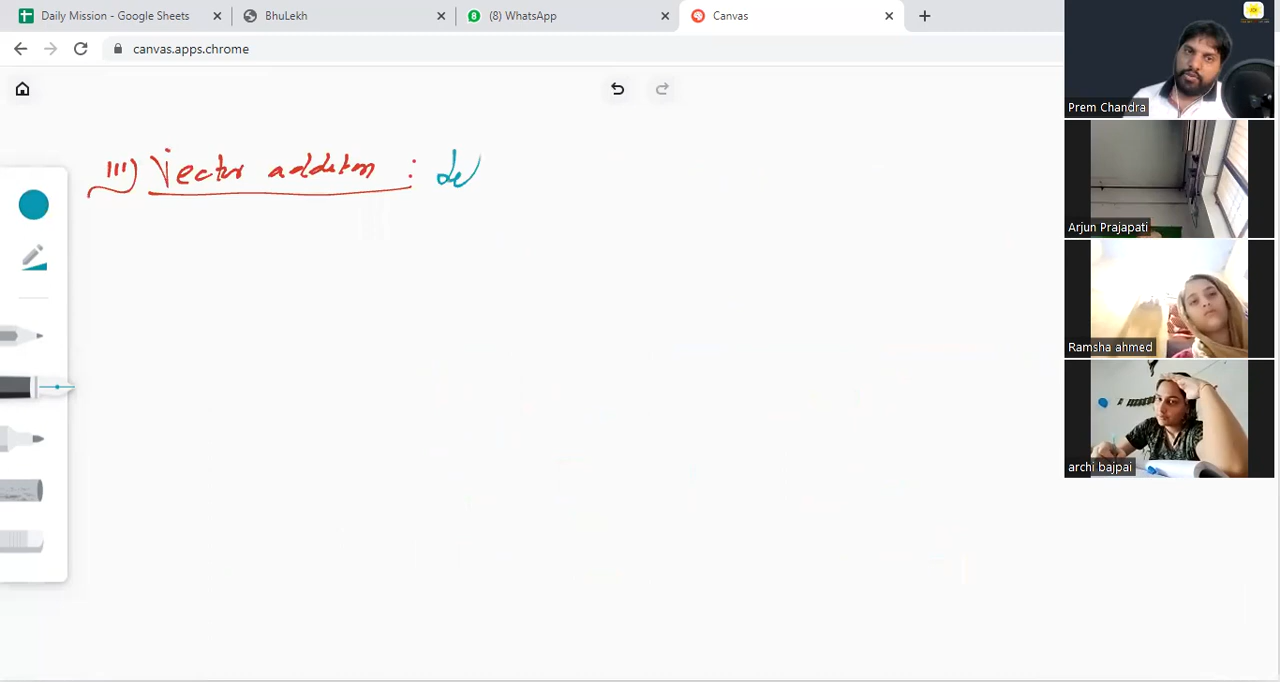 Daily Mission - Google Sheets
BhuLekh
(8) WhatsApp
Canvas
canvas.apps.chrome
Prem Chandra
Arjun Prajapati
Ramsha ahmed
archi bajpai
8
III) Vector addition :